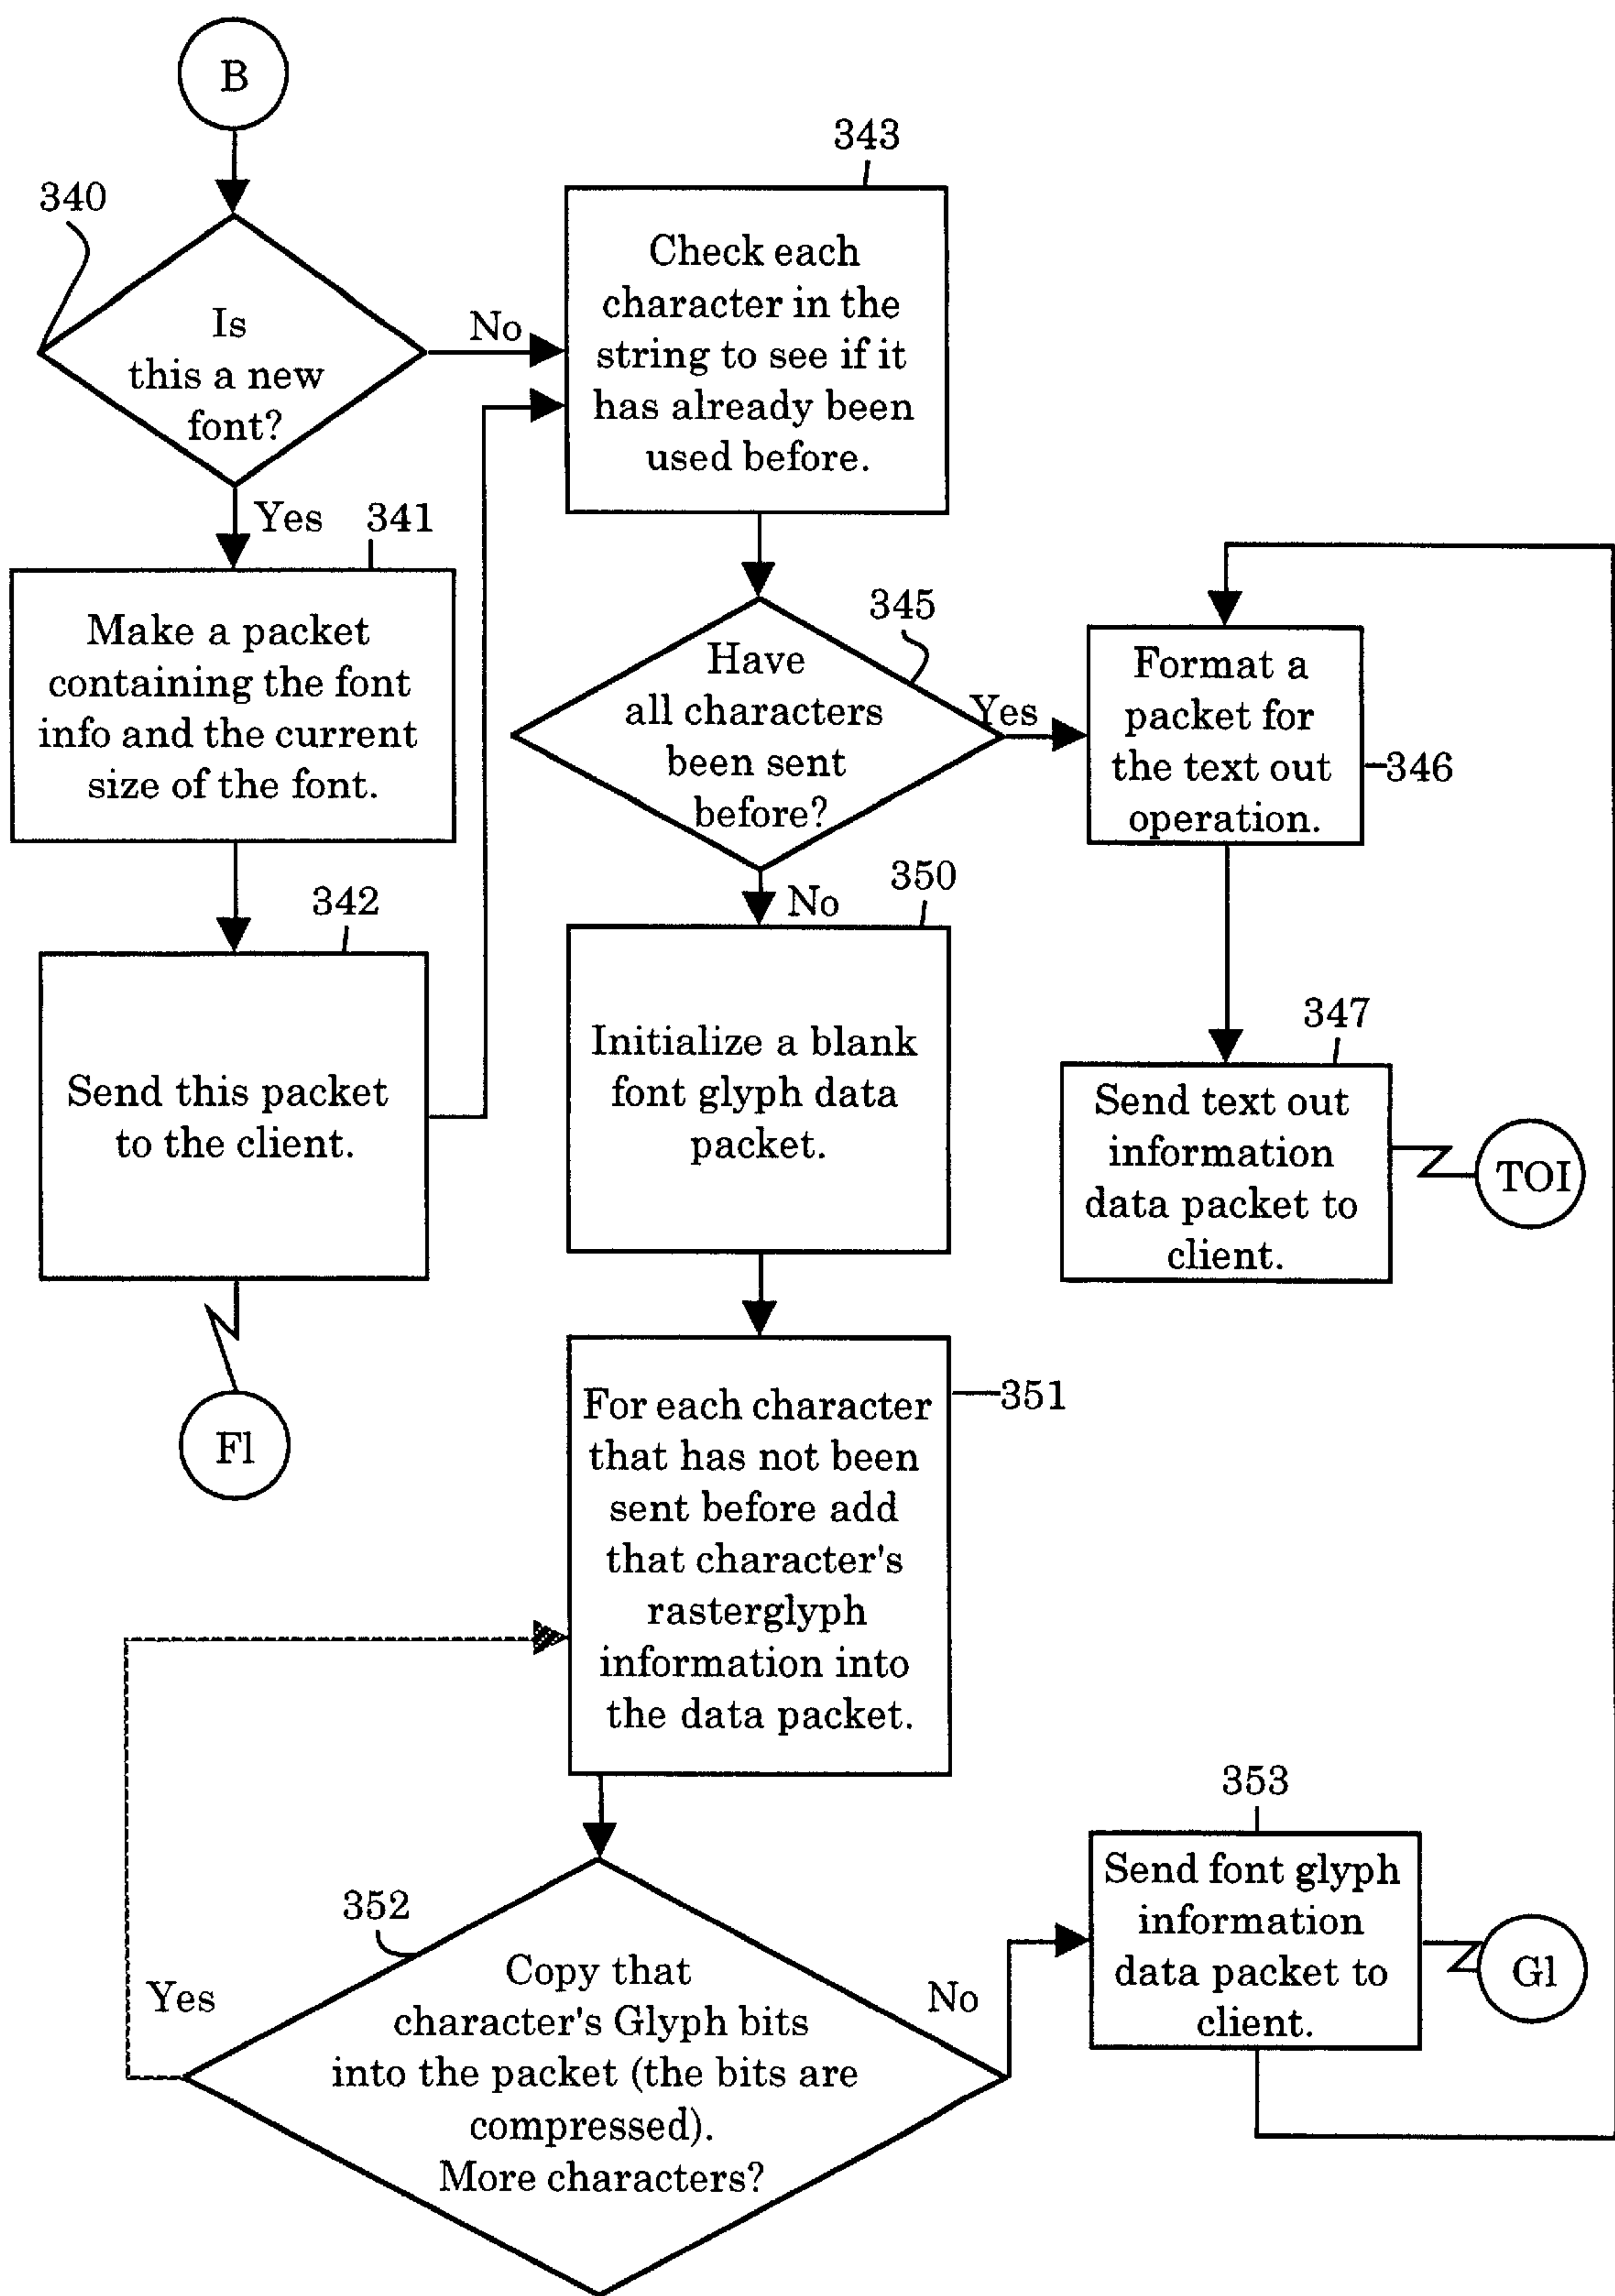 B
340
Is
this a new
font?
No
Yes
341
Make a packet
containing the font
info and the current
size of the font.
342
Send this packet
to the client.
Fl
343
Check each
character in the
string to see if it
has already been
used before.
345
Have
all characters
been sent
before?
Yes
No
346
Format a
packet for
the text out
operation.
347
Send text out
information
data packet to
client.
TOI
350
Initialize a blank
font glyph data
packet.
351
For each character
that has not been
sent before add
that character's
rasterglyph
information into
the data packet.
352
Copy that
character's Glyph bits
into the packet (the bits are
compressed).
More characters?
Yes
No
353
Send font glyph
information
data packet to
client.
Gl